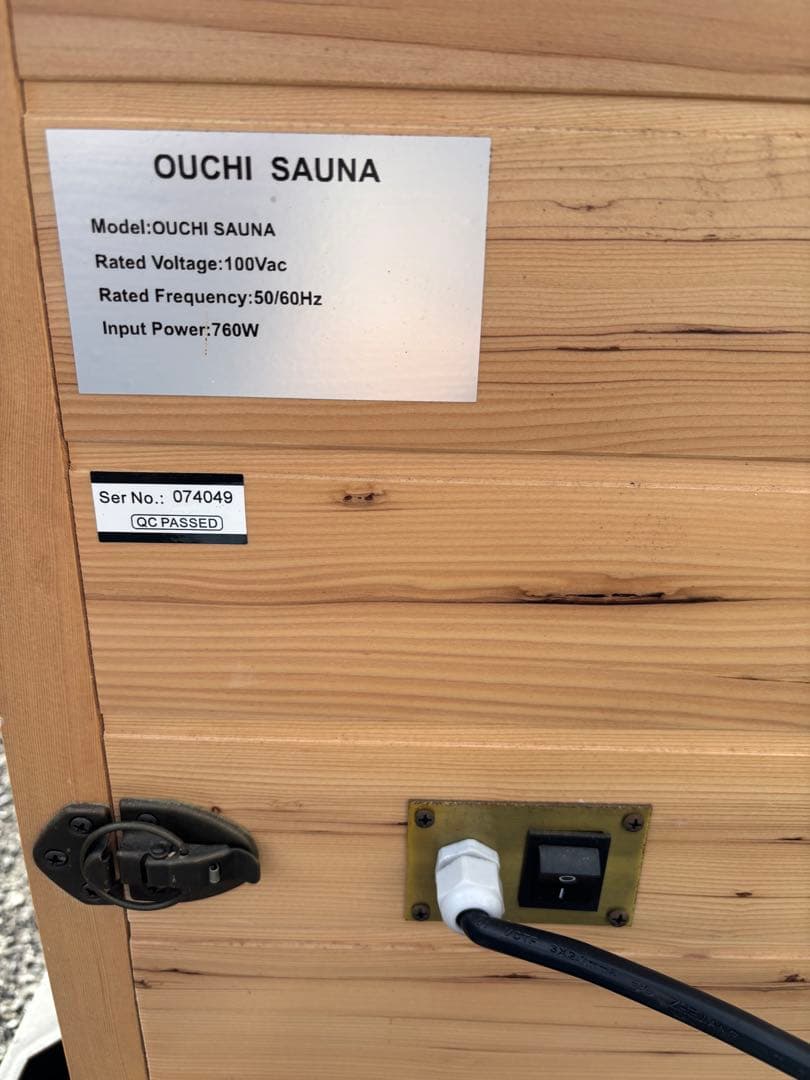 OUCHI SAUNA
Model:OUCHI SAUNA
Rated Voltage:100Vac
Rated Frequency:50/60Hz
Input Power:760W
Ser No.: 074049
QC PASSED
O
I